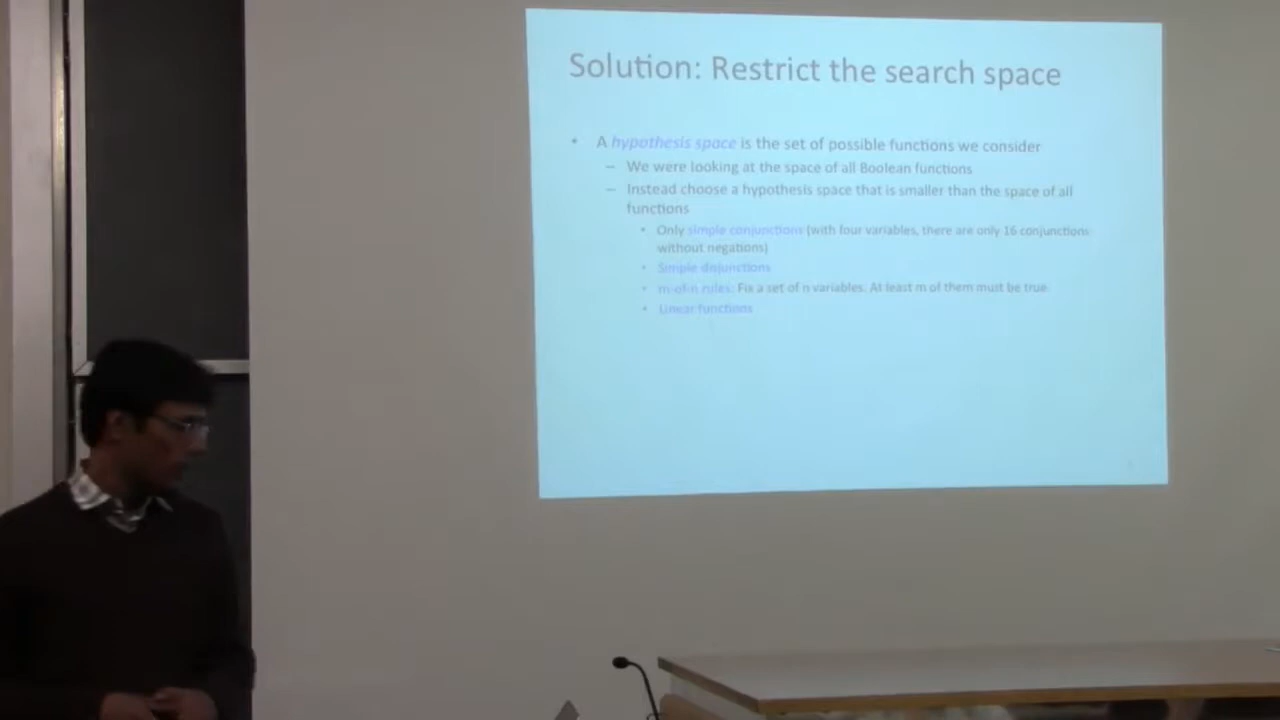 Solution: Restrict the search space
• A hypothesis space is the set of possible functions we consider
– We were looking at the space of all Boolean functions
– Instead choose a hypothesis space that is smaller than the space of all
functions
• Only simple conjunctions (with four variables, there are only 16 conjunctions
without negations)
• Simple disjunctions
• m-of-n rules: Fix a set of n variables. At least m of them must be true
• Linear functions